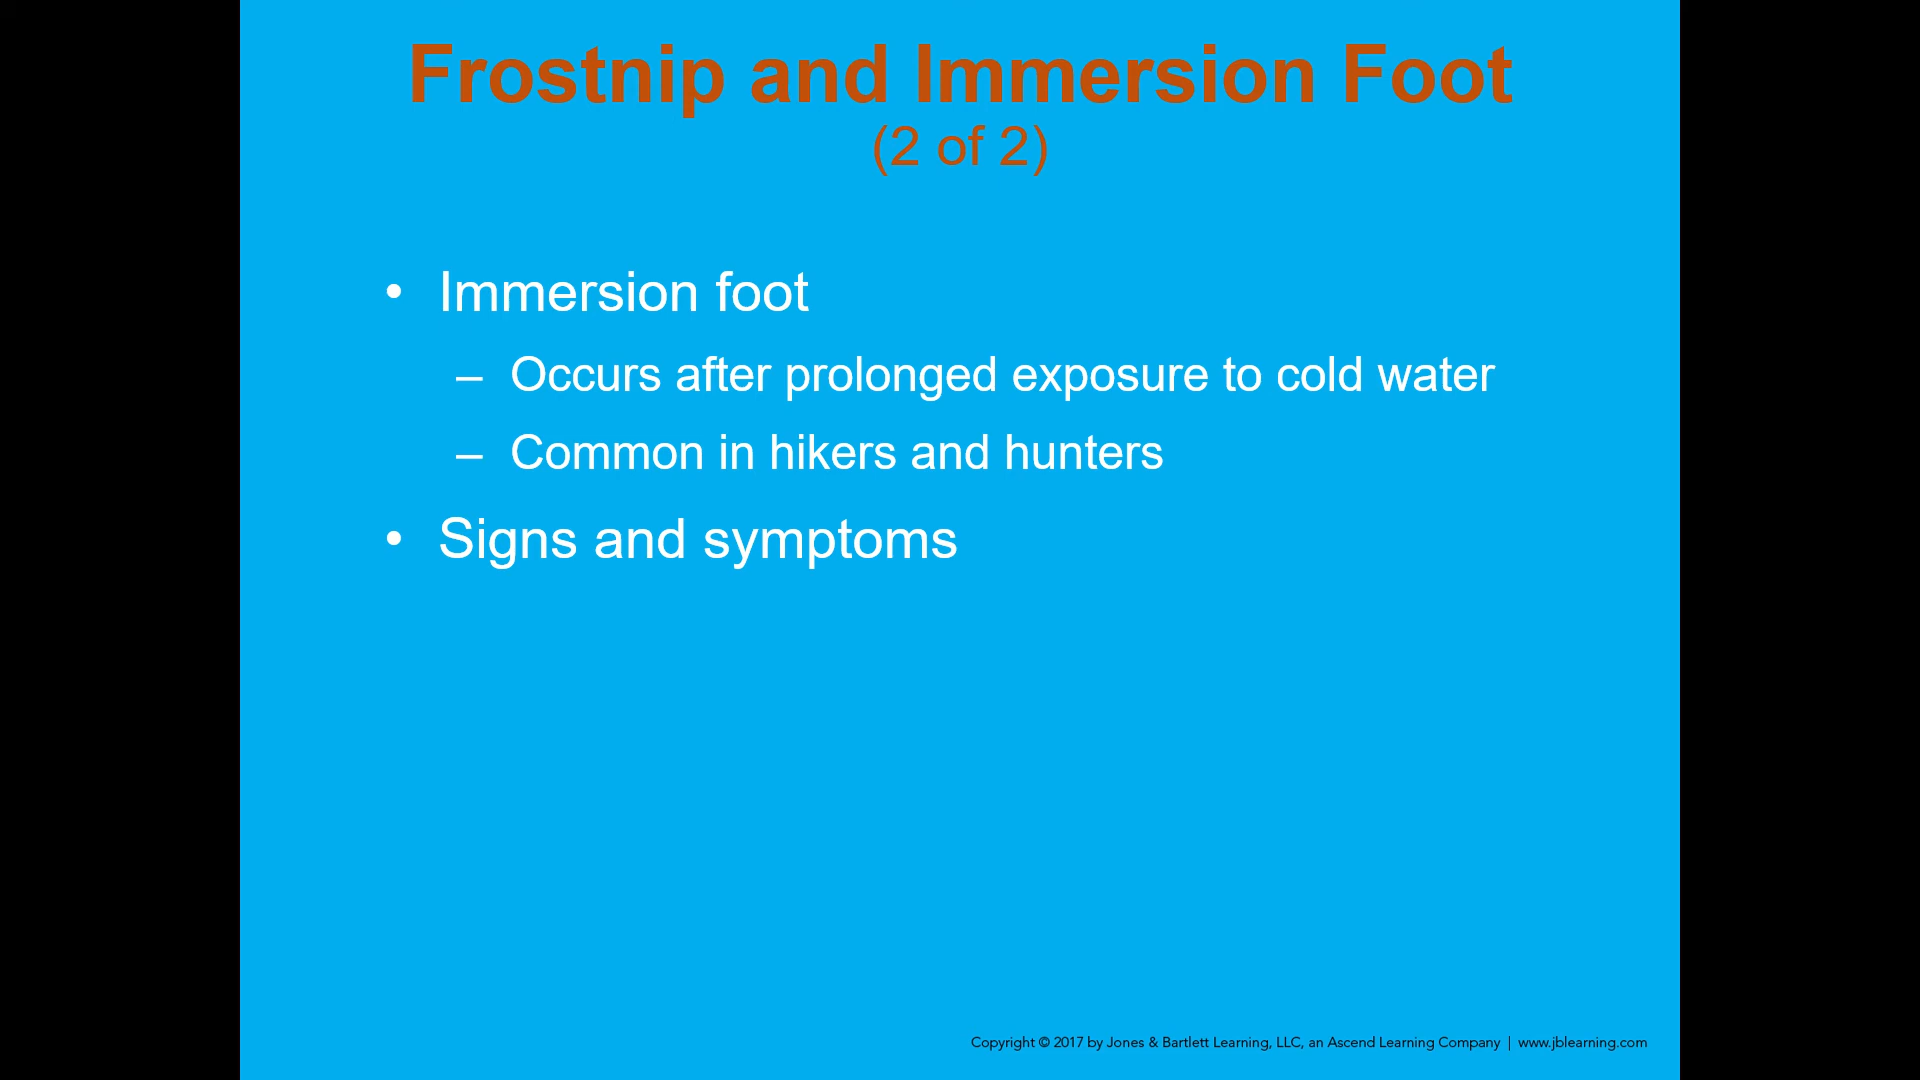 Frostnip and Immersion Foot
(2 of 2)
• Immersion foot
– Occurs after prolonged exposure to cold water
– Common in hikers and hunters
• Signs and symptoms
Copyright © 2017 by Jones & Bartlett Learning, LLC, an Ascend Learning Company | www.jblearning.com